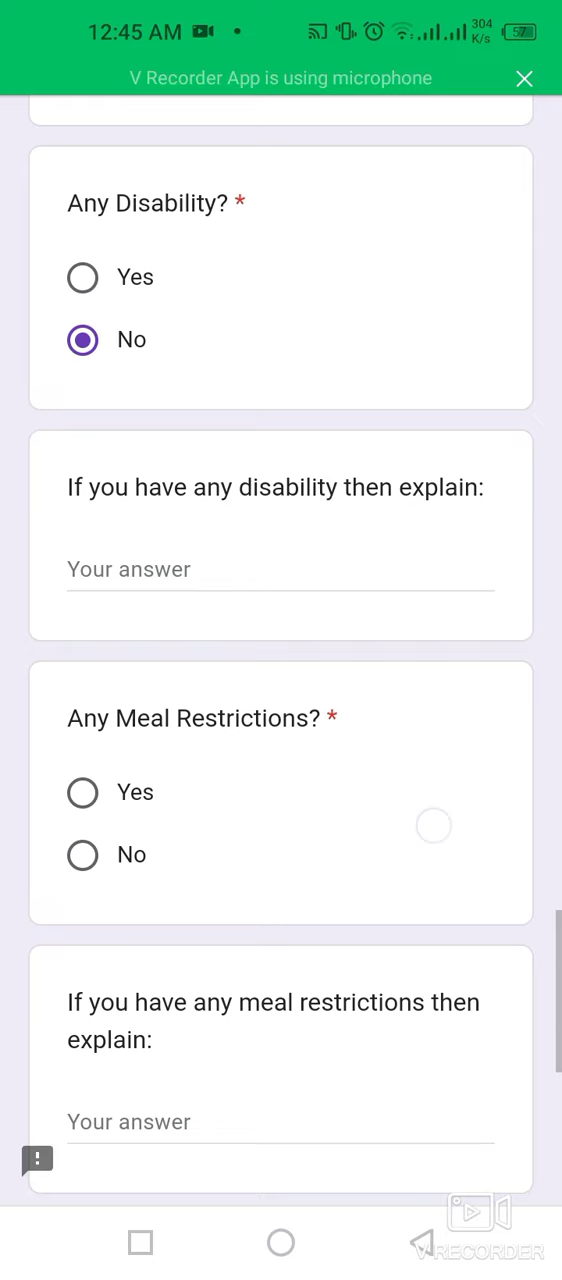 12:45 AM
304
K/s
57
V Recorder App is using microphone
Any Disability? *
Yes
No
If you have any disability then explain:
Your answer
Any Meal Restrictions? *
Yes
No
If you have any meal restrictions then
explain:
Your answer
V RECORDER